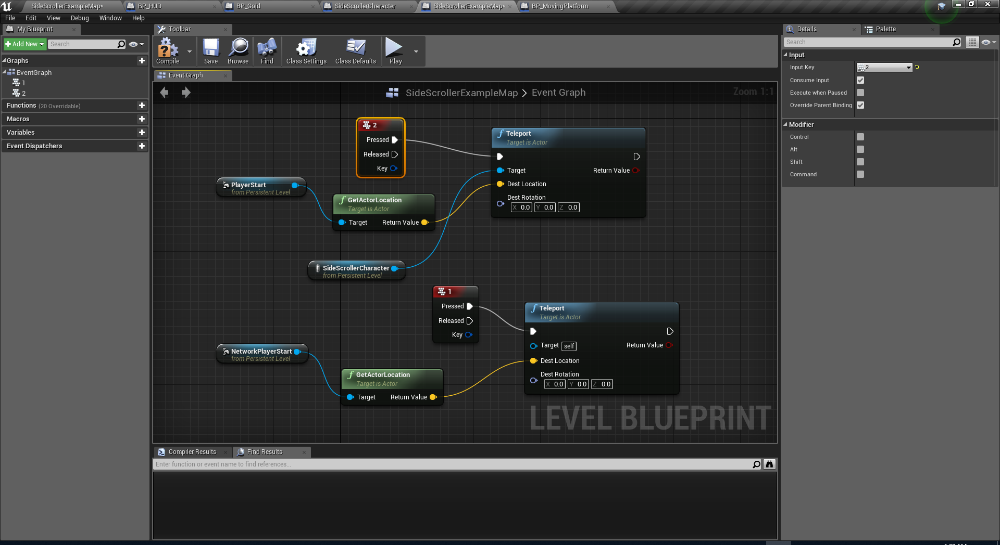 SideScrollerExampleMap*
BP_HUD
BP_Gold
SideScrollerCharacter
SideScrollerExampleMap*
BP_MovingPlatform
File Edit View Debug Window Help
My Blueprint
Add New
Search
Graphs
EventGraph
1
2
Functions (20 Overridable)
Macros
Variables
Event Dispatchers
Toolbar
Compile Save Browse Find Class Settings Class Defaults Play
Event Graph
SideScrollerExampleMap > Event Graph
Zoom 1:1
2
Pressed
Released
Key
Teleport
Target is Actor
Target Return Value
Dest Location
Dest Rotation
X 0.0 Y 0.0 Z 0.0
PlayerStart
from Persistent Level
GetActorLocation
Target is Actor
Target Return Value
SideScrollerCharacter
from Persistent Level
1
Pressed
Released
Key
Teleport
Target is Actor
Target self Return Value
Dest Location
Dest Rotation
X 0.0 Y 0.0 Z 0.0
NetworkPlayerStart
from Persistent Level
GetActorLocation
Target is Actor
Target Return Value
LEVEL BLUEPRINT
Compiler Results
Find Results
Enter function or event name to find references...
Details
Palette
Search
Input
Input Key 2
Consume Input
Execute when Paused
Override Parent Binding
Modifier
Control
Alt
Shift
Command